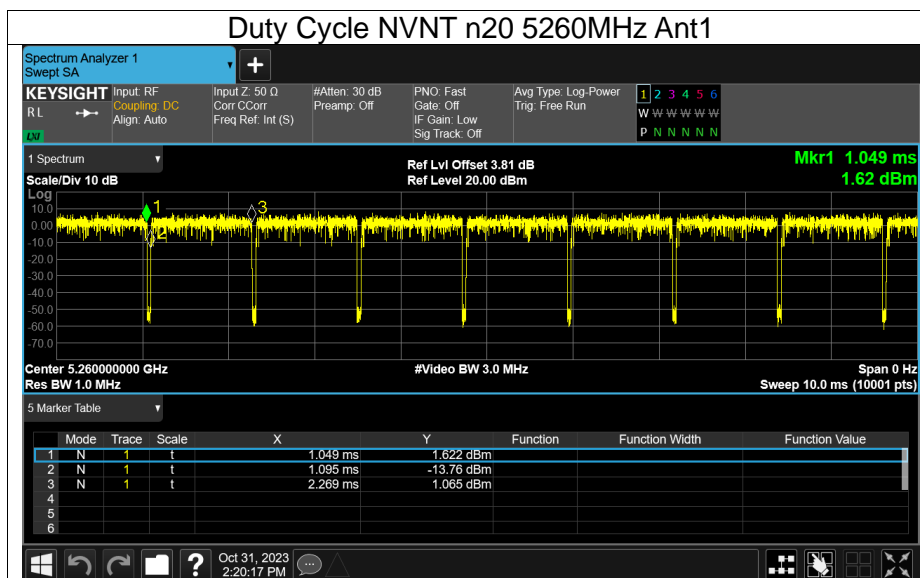 Duty Cycle NVNT n20 5260MHz Ant1
Spectrum Analyzer 1
Swept SA
+
KEYSIGHT Input: RF Input Z: 50 Ω #Atten: 30 dB PNO: Fast Avg Type: Log-Power 1 2 3 4 5 6
R L Coupling: DC Corr CCorr Preamp: Off Gate: Off Trig: Free Run
Align: Auto Freq Ref: Int (S) IF Gain: Low W W W W W W
LXI Sig Track: Off P N N N N N
1 Spectrum Ref Lvl Offset 3.81 dB Mkr1 1.049 ms
Scale/Div 10 dB Ref Level 20.00 dBm 1.62 dBm
Log
10.0 1 3
0.00 2
-10.0
-20.0
-30.0
-40.0
-50.0
-60.0
-70.0
Center 5.260000000 GHz #Video BW 3.0 MHz Span 0 Hz
Res BW 1.0 MHz Sweep 10.0 ms (10001 pts)
5 Marker Table
Mode Trace Scale X Y Function Function Width Function Value
1 N 1 t 1.049 ms 1.622 dBm
2 N 1 t 1.095 ms -13.76 dBm
3 N 1 t 2.269 ms 1.065 dBm
4
5
6
? Oct 31, 2023
2:20:17 PM